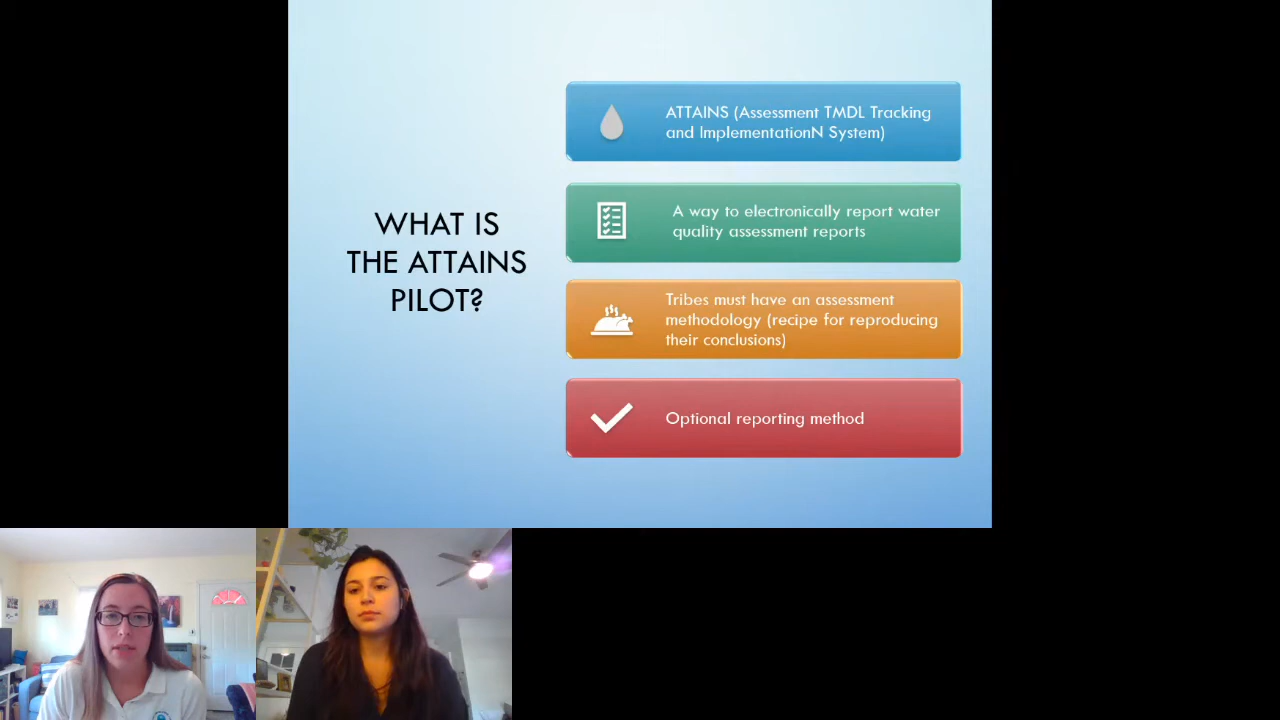 WHAT IS
THE ATTAINS
PILOT?
ATTAINS (Assessment TMDL Tracking
and ImplementationN System)
A way to electronically report water
quality assessment reports
Tribes must have an assessment
methodology (recipe for reproducing
their conclusions)
Optional reporting method